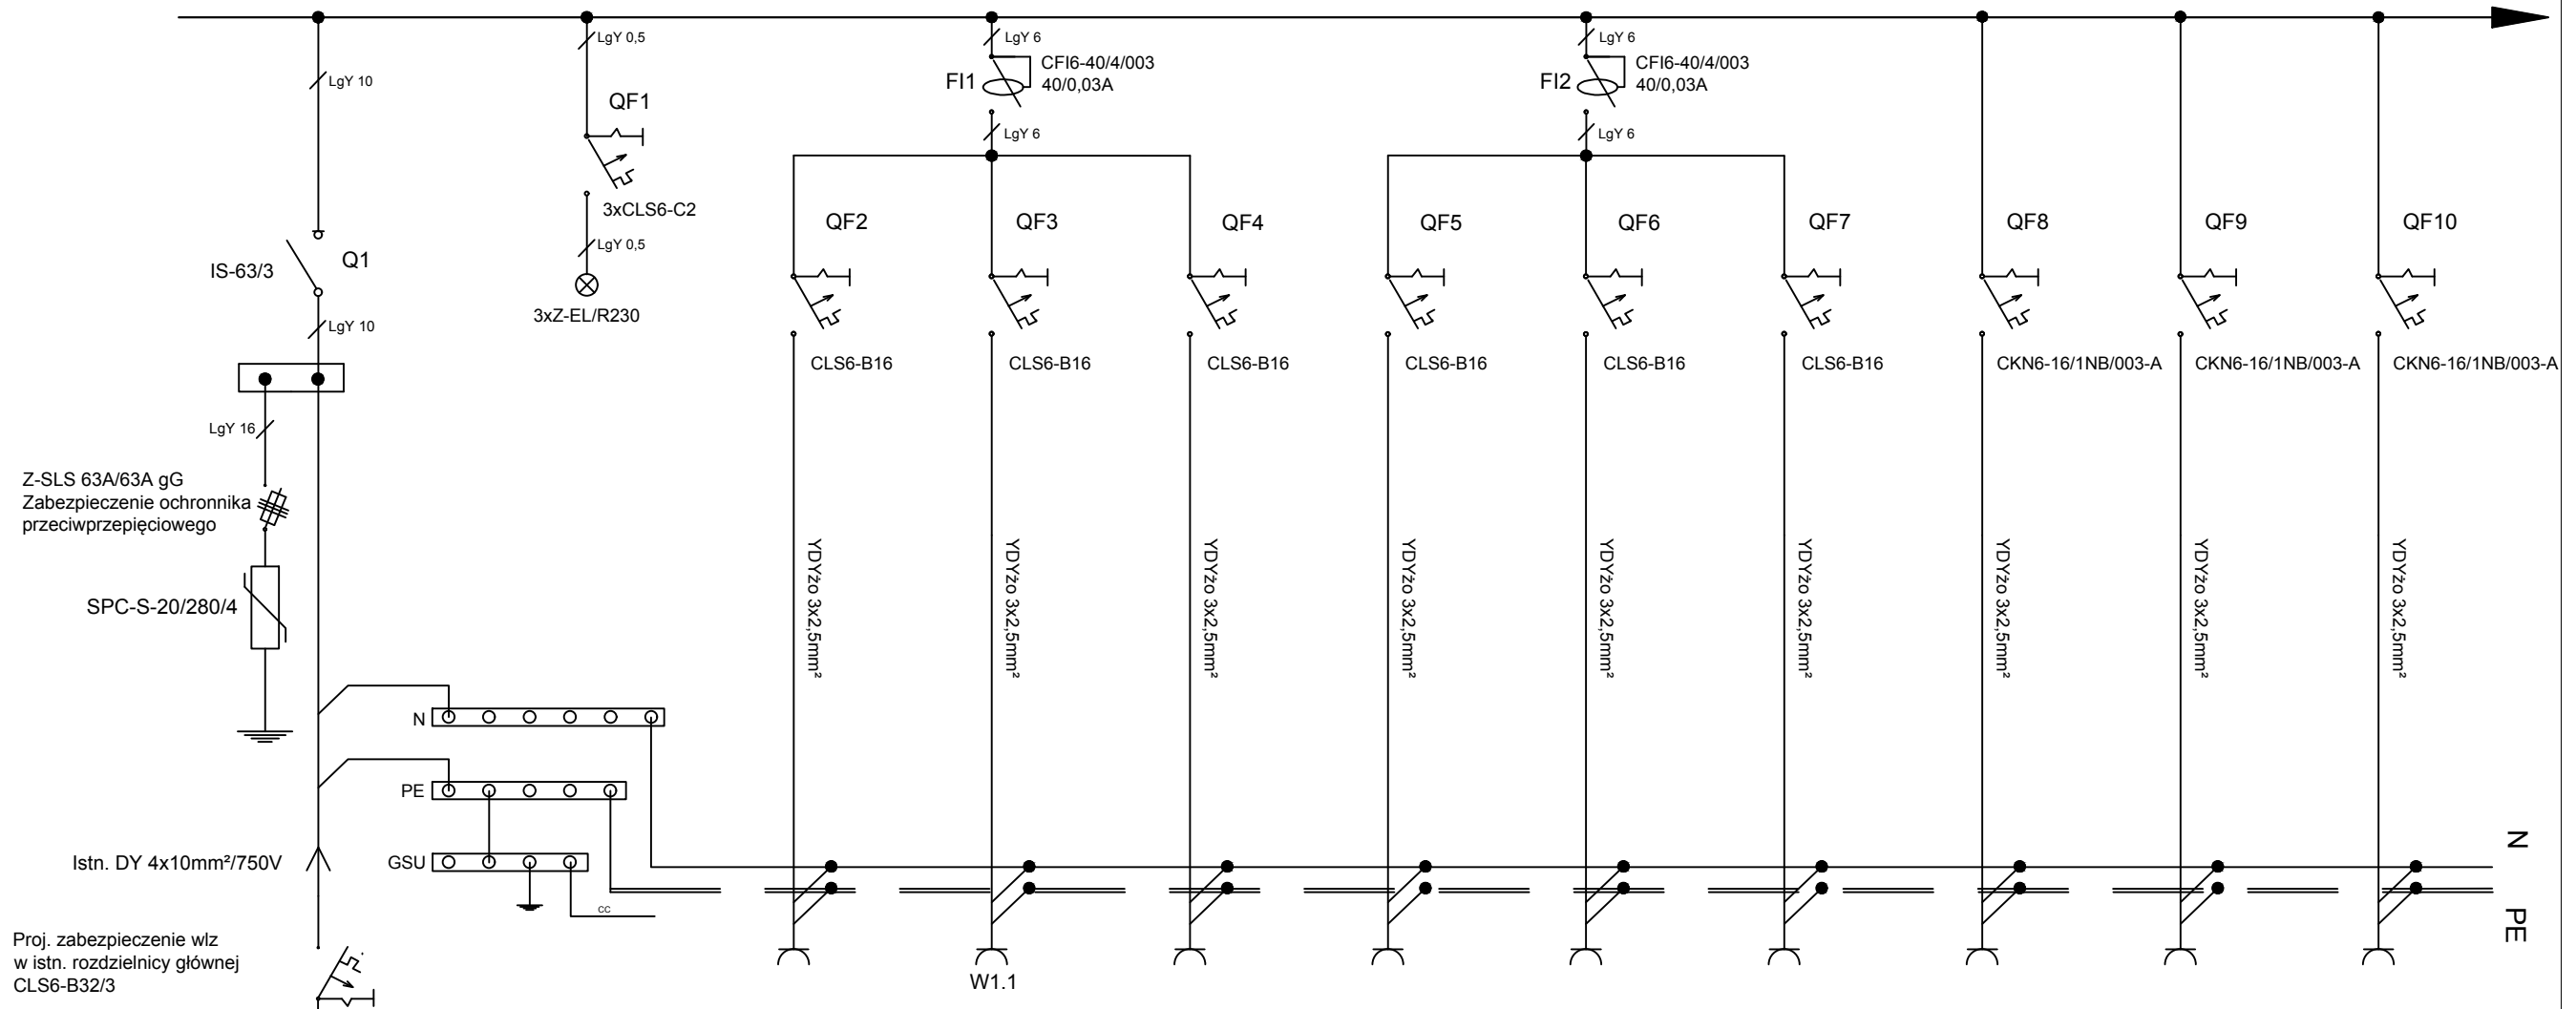 LgY 10
LgY 0,5
LgY 6
LgY 6
QF1
FI1
CFI6-40/4/003
40/0,03A
FI2
CFI6-40/4/003
40/0,03A
LgY 6
LgY 6
3xCLS6-C2
LgY 0,5
IS-63/3
Q1
3xZ-EL/R230
LgY 10
QF2
QF3
QF4
QF5
QF6
QF7
QF8
QF9
QF10
CLS6-B16
CLS6-B16
CLS6-B16
CLS6-B16
CLS6-B16
CLS6-B16
CKN6-16/1NB/003-A
CKN6-16/1NB/003-A
CKN6-16/1NB/003-A
LgY 16
Z-SLS 63A/63A gG
Zabezpieczenie ochronnika
przeciwprzepięciowego
SPC-S-20/280/4
YDYżo 3x2,5mm²
YDYżo 3x2,5mm²
YDYżo 3x2,5mm²
YDYżo 3x2,5mm²
YDYżo 3x2,5mm²
YDYżo 3x2,5mm²
YDYżo 3x2,5mm²
YDYżo 3x2,5mm²
YDYżo 3x2,5mm²
N
PE
GSU
cc
Istn. DY 4x10mm²/750V
Proj. zabezpieczenie wlz
w istn. rozdzielnicy głównej
CLS6-B32/3
W1.1
N
PE